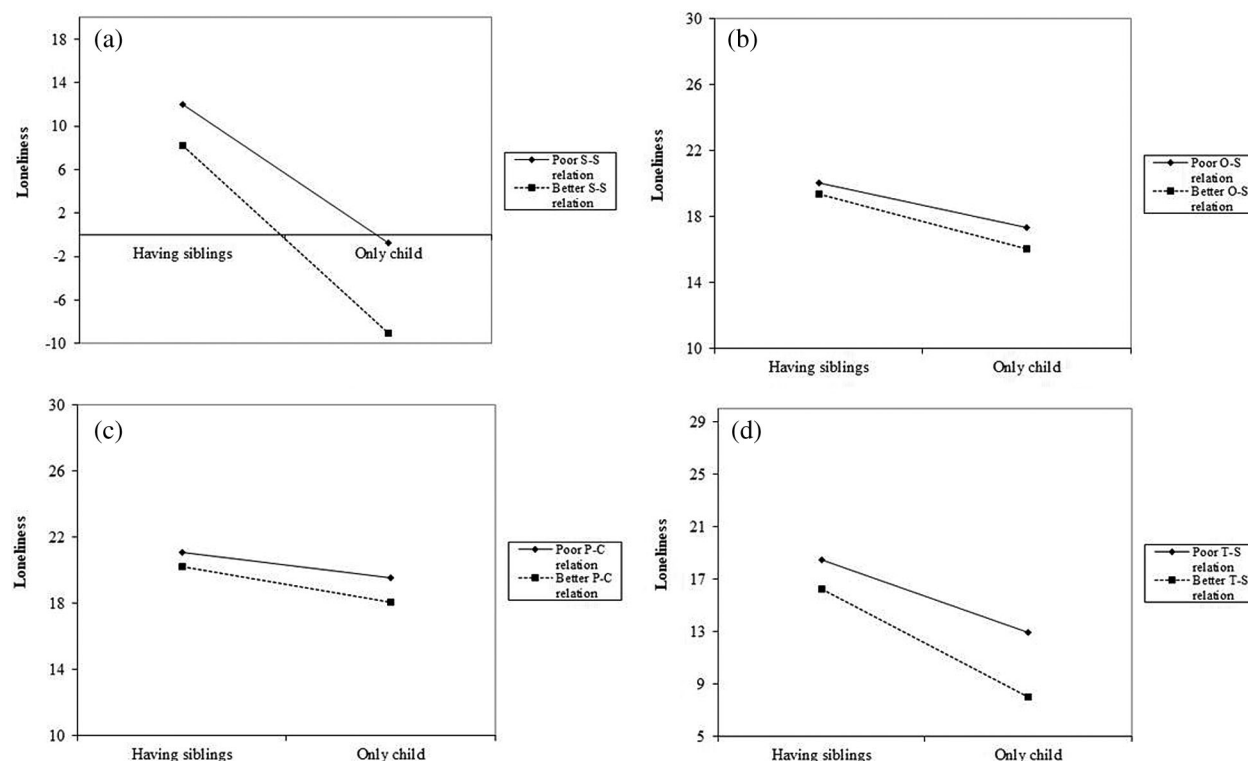 (a)
18
14
10
6
2
-2
-6
-10
Loneliness
Having siblings
Only child
Poor S-S
relation
Better S-S
relation
(b)
30
26
22
18
14
10
Loneliness
Having siblings
Only child
Poor O-S
relation
Better O-S
relation
(c)
30
26
22
18
14
10
Loneliness
Having siblings
Only child
Poor P-C
relation
Better P-C
relation
(d)
29
25
21
17
13
9
5
Loneliness
Having siblings
Only child
Poor T-S
relation
Better T-S
relation